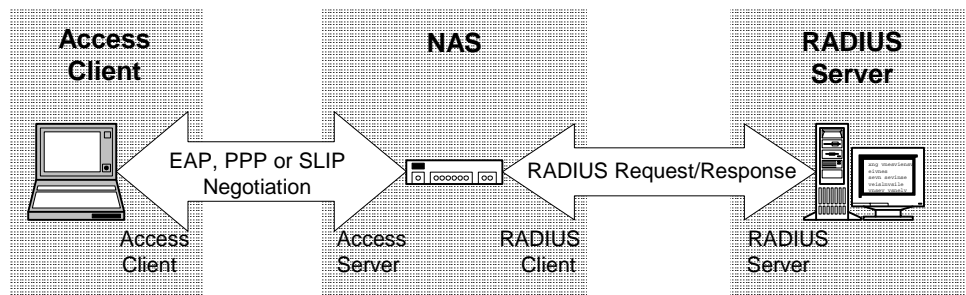 Access
Client
NAS
RADIUS
Server
EAP, PPP or SLIP
Negotiation
RADIUS Request/Response
Access
Client
Access
Server
RADIUS
Client
RADIUS
Server